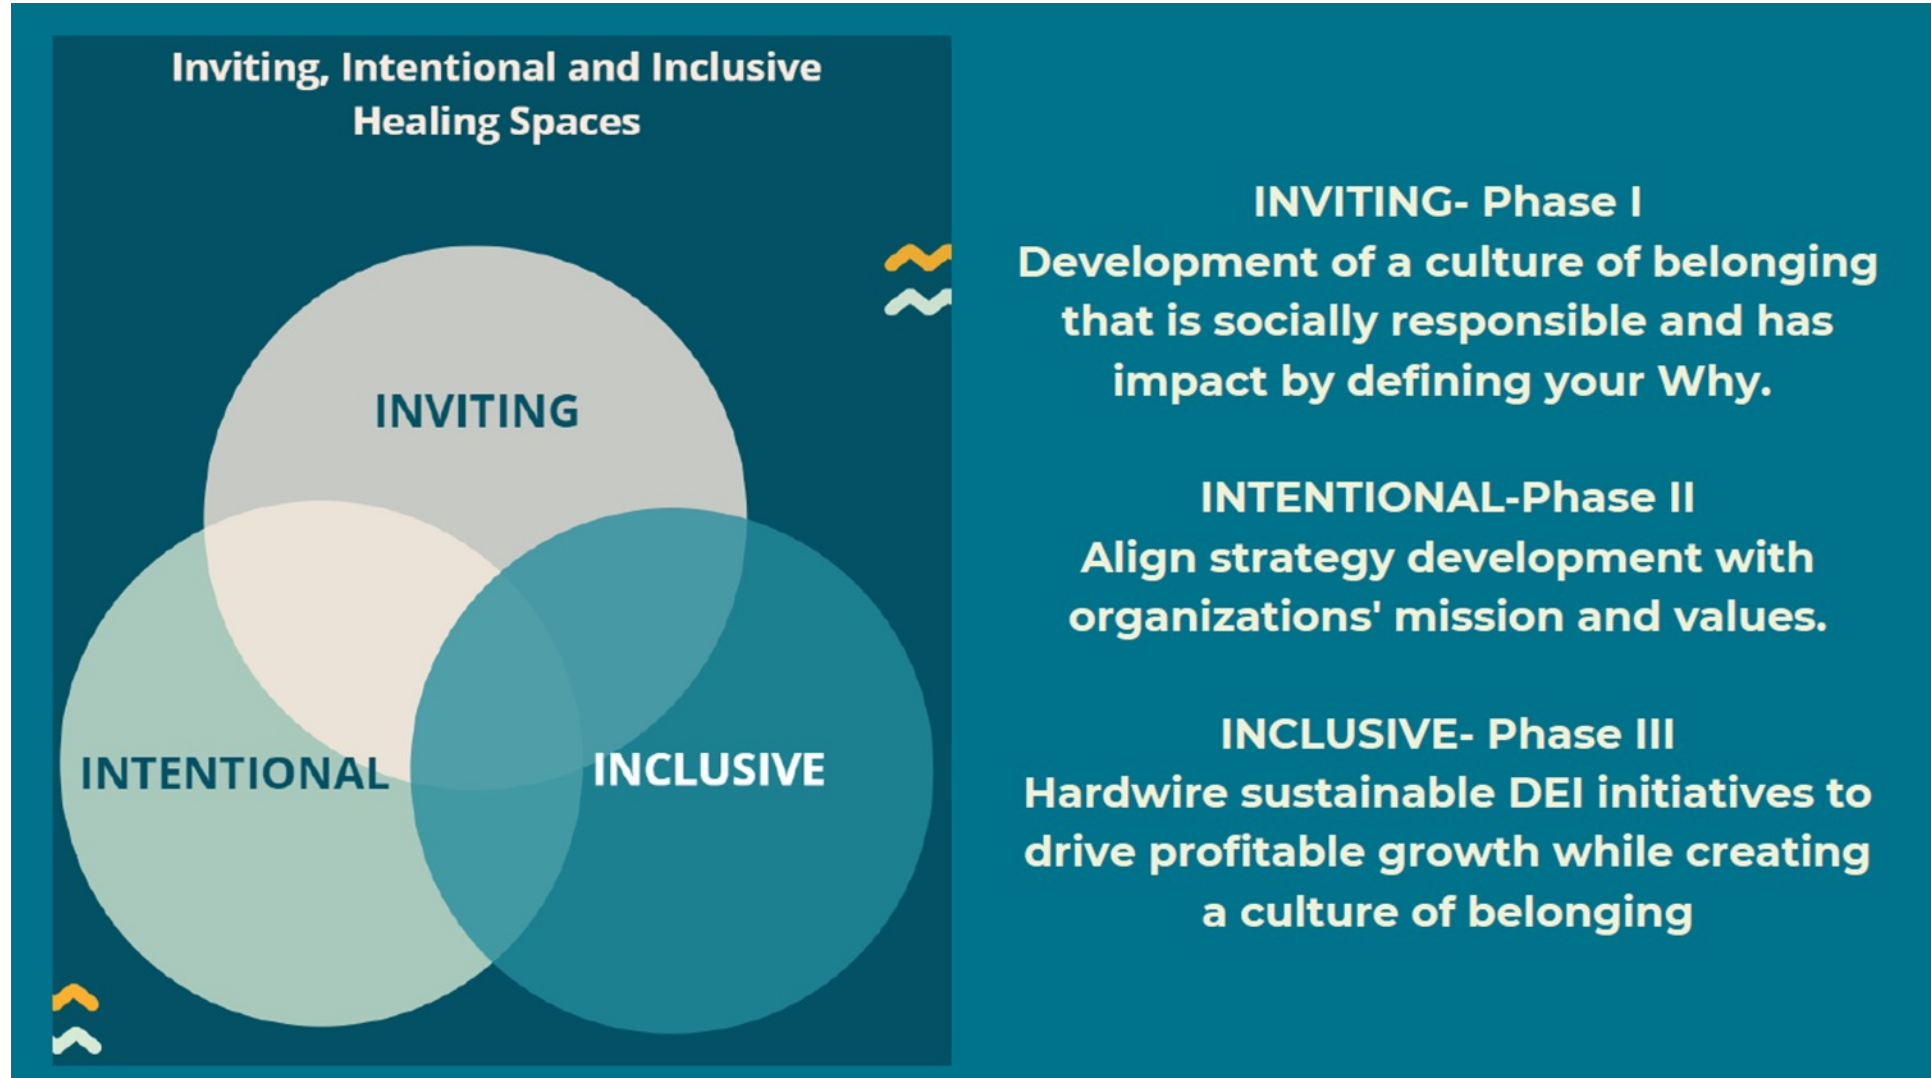 Inviting, Intentional and Inclusive
Healing Spaces
INVITING
INTENTIONAL
INCLUSIVE
INVITING- Phase I
Development of a culture of belonging
that is socially responsible and has
impact by defining your Why.
INTENTIONAL-Phase II
Align strategy development with
organizations' mission and values.
INCLUSIVE- Phase III
Hardwire sustainable DEI initiatives to
drive profitable growth while creating
a culture of belonging